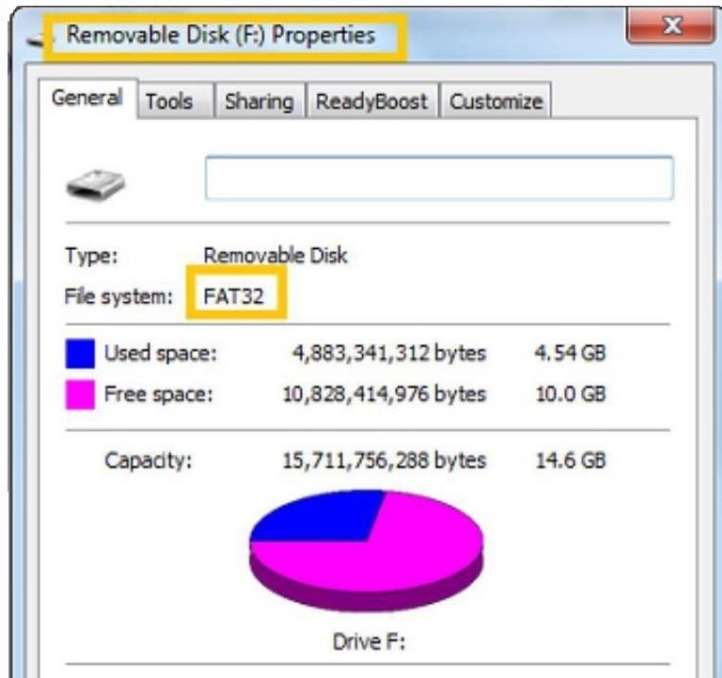 Removable Disk (F:) Properties
General Tools Sharing ReadyBoost Customize
Type: Removable Disk
File system: FAT32
Used space: 4,883,341,312 bytes 4.54 GB
Free space: 10,828,414,976 bytes 10.0 GB
Capacity: 15,711,756,288 bytes 14.6 GB
Drive F: